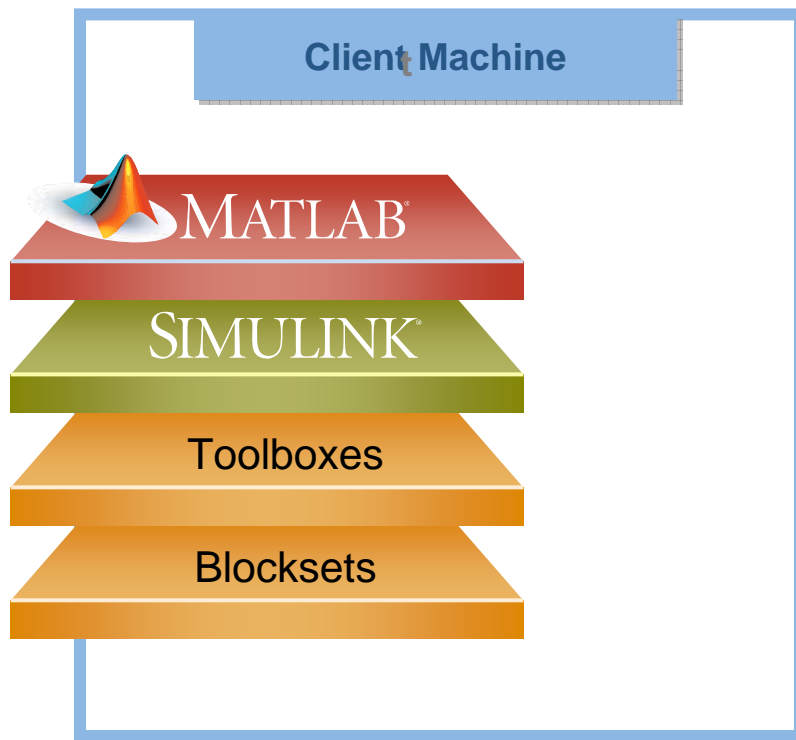 Client Machine
MATLAB®
SIMULINK®
Toolboxes
Blocksets